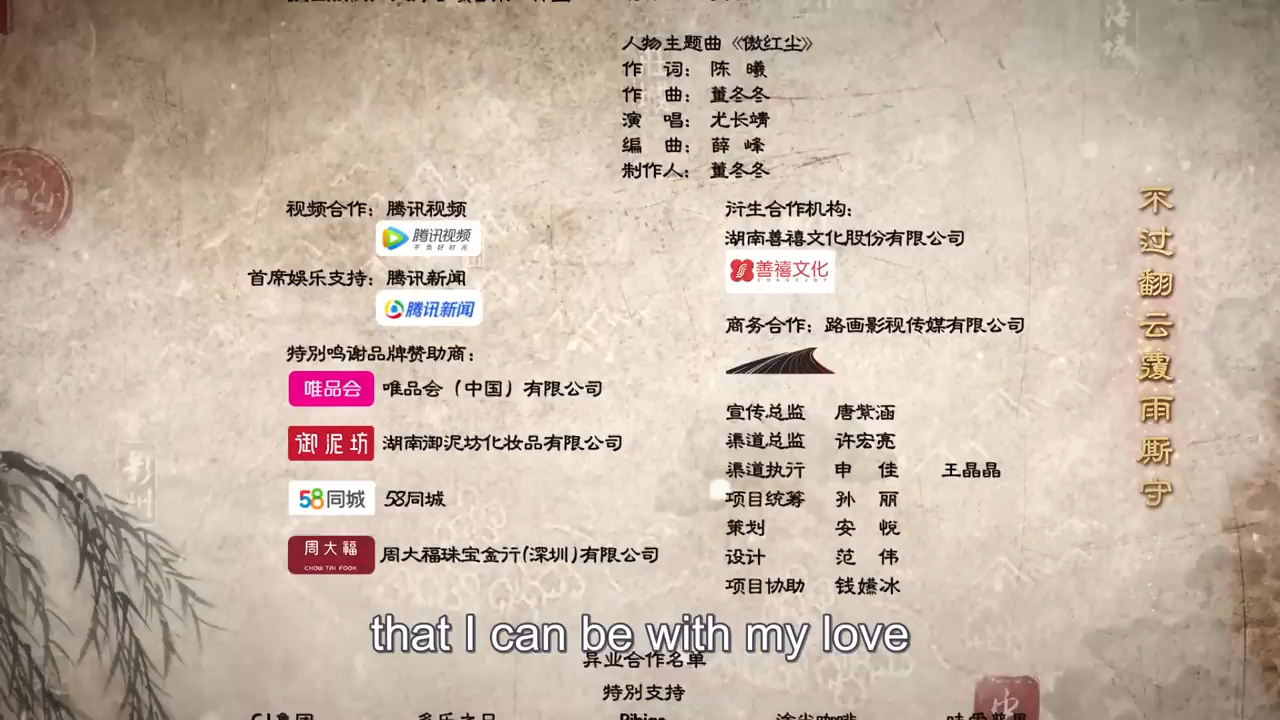 人物主题曲《傲红尘》
作 词： 陈 曦
作 曲： 董冬冬
演 唱： 尤长靖
编 曲： 薛 峰
制作人： 董冬冬
视频合作：腾讯视频
腾讯视频
不负好时光
首席娱乐支持：腾讯新闻
腾讯新闻
特别鸣谢品牌赞助商：
唯品会 唯品会（中国）有限公司
御泥坊 湖南御泥坊化妆品有限公司
58同城 58同城
周大福 周大福珠宝金行(深圳)有限公司
CHOW TAI FOOK
衍生合作机构：
湖南善禧文化股份有限公司
善禧文化
商务合作：路画影视传媒有限公司
宣传总监 唐紫涵
渠道总监 许宏亮
渠道执行 申 佳 王晶晶
项目统筹 孙 丽
策划 安 悦
设计 范 伟
项目协助 钱嬿冰
不过翻云覆雨厮守
that I can be with my love
异业合作名单
特别支持